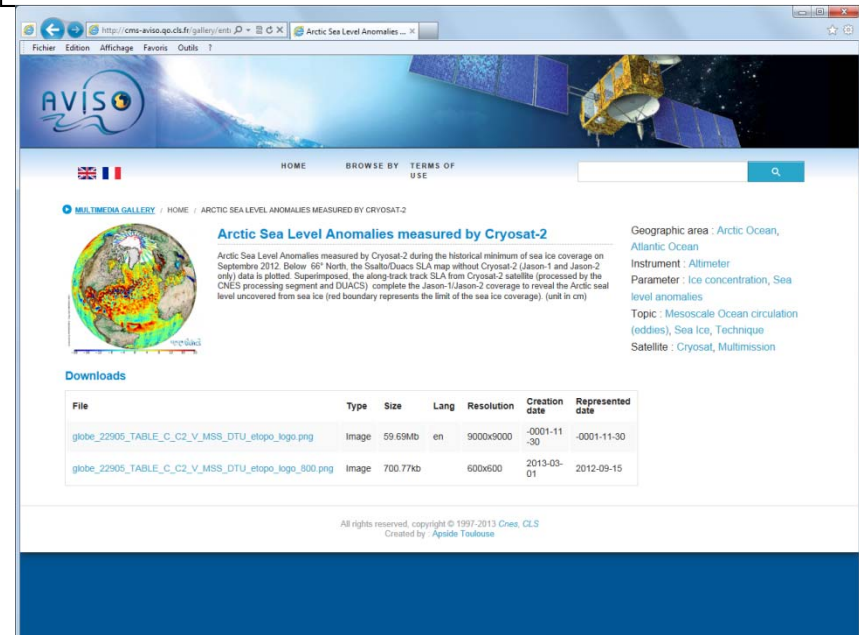 http://cms-aviso.qo.cls.fr/gallery/enti
Arctic Sea Level Anomalies ...
Fichier Edition Affichage Favoris Outils ?
AVISO
HOME BROWSE BY TERMS OF
USE
MULTIMEDIA GALLERY / HOME / ARCTIC SEA LEVEL ANOMALIES MEASURED BY CRYOSAT-2
Arctic Sea Level Anomalies measured by Cryosat-2
Arctic Sea Level Anomalies measured by Cryosat-2 during the historical minimum of sea ice coverage on
Septembre 2012. Below 66° North, the Ssalto/Duacs SLA map without Cryosat-2 (Jason-1 and Jason-2
only) data is plotted. Superimposed, the along-track track SLA from Cryosat-2 satellite (processed by the
CNES processing segment and DUACS) complete the Jason-1/Jason-2 coverage to reveal the Arctic seal
level uncovered from sea ice (red boundary represents the limit of the sea ice coverage). (unit in cm)
Geographic area : Arctic Ocean,
Atlantic Ocean
Instrument : Altimeter
Parameter : Ice concentration, Sea
level anomalies
Topic : Mesoscale Ocean circulation
(eddies), Sea Ice, Technique
Satellite : Cryosat, Multimission
Downloads
File Type Size Lang Resolution Creation date Represented date
globe_22905_TABLE_C_C2_V_MSS_DTU_etopo_logo.png Image 59.69Mb en 9000x9000 -0001-11-30 -0001-11-30
globe_22905_TABLE_C_C2_V_MSS_DTU_etopo_logo_600.png Image 700.77kb 600x600 2013-03-01 2012-09-15
All rights reserved, copyright © 1997-2013 Cnes, CLS
Created by : Apside Toulouse